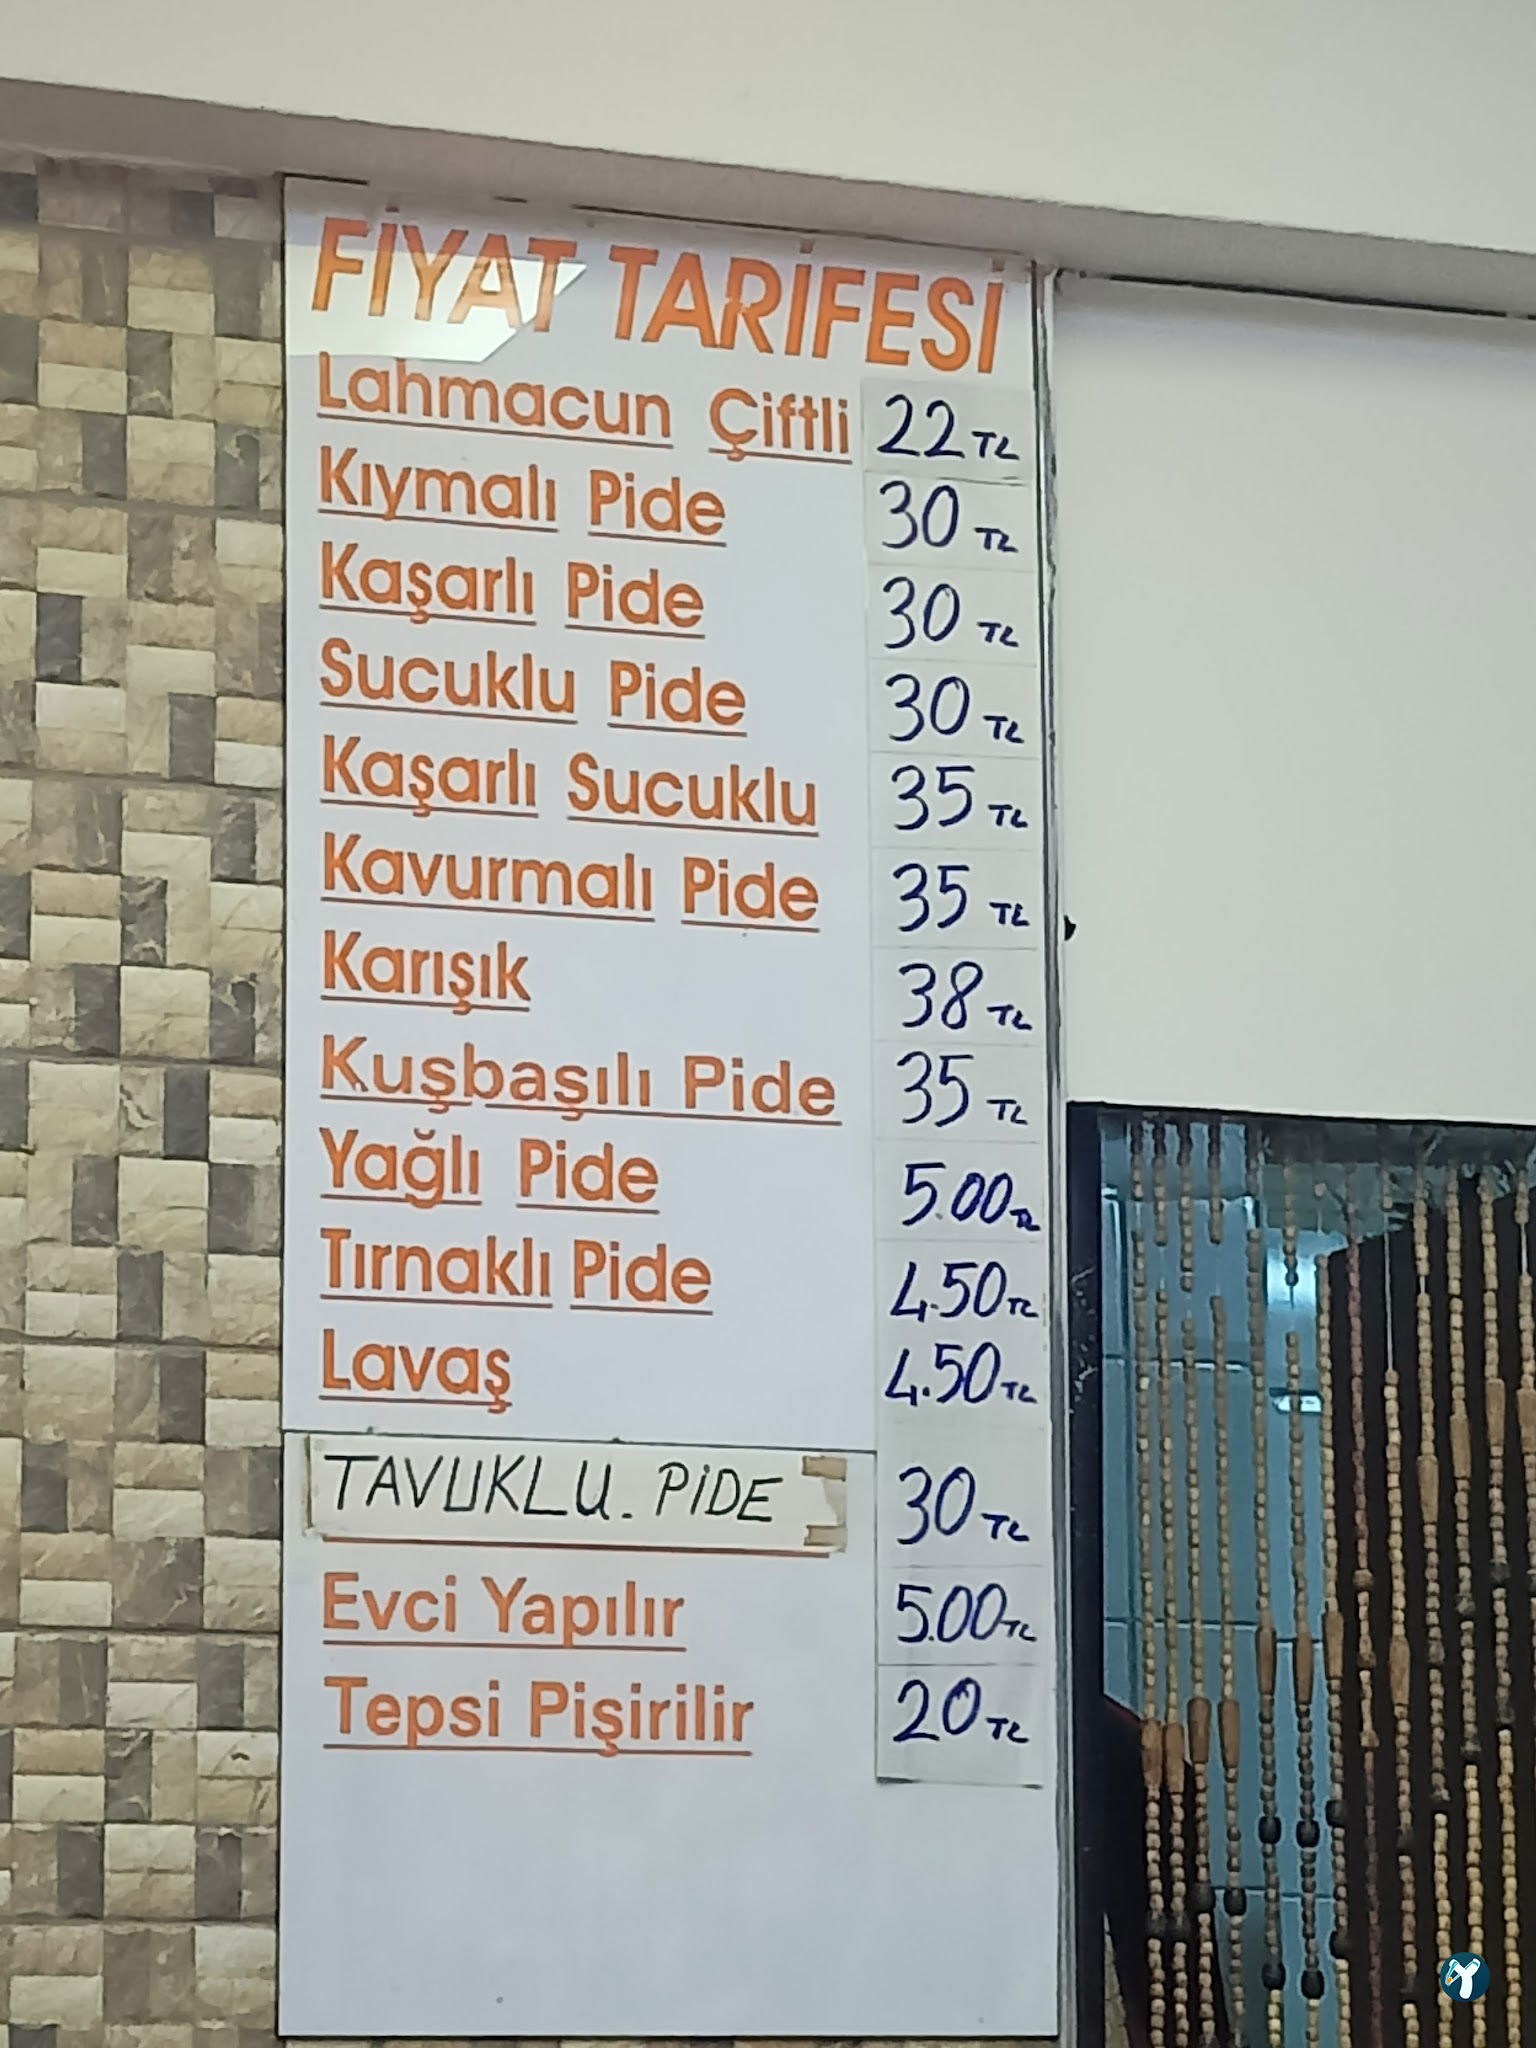 FİYAT TARİFESİ
Lahmacun Çiftli 22 TL
Kıymalı Pide 30 TL
Kaşarlı Pide 30 TL
Sucuklu Pide 30 TL
Kaşarlı Sucuklu 35 TL
Kavurmalı Pide 35 TL
Karışık 38 TL
Kuşbaşılı Pide 35 TL
Yağlı Pide 5.00 TL
Tırnaklı Pide 4.50 TL
Lavaş 4.50 TL
TAVUKLU. PİDE 30 TL
Evci Yapılır 5.00 TL
Tepsi Pişirilir 20 TL